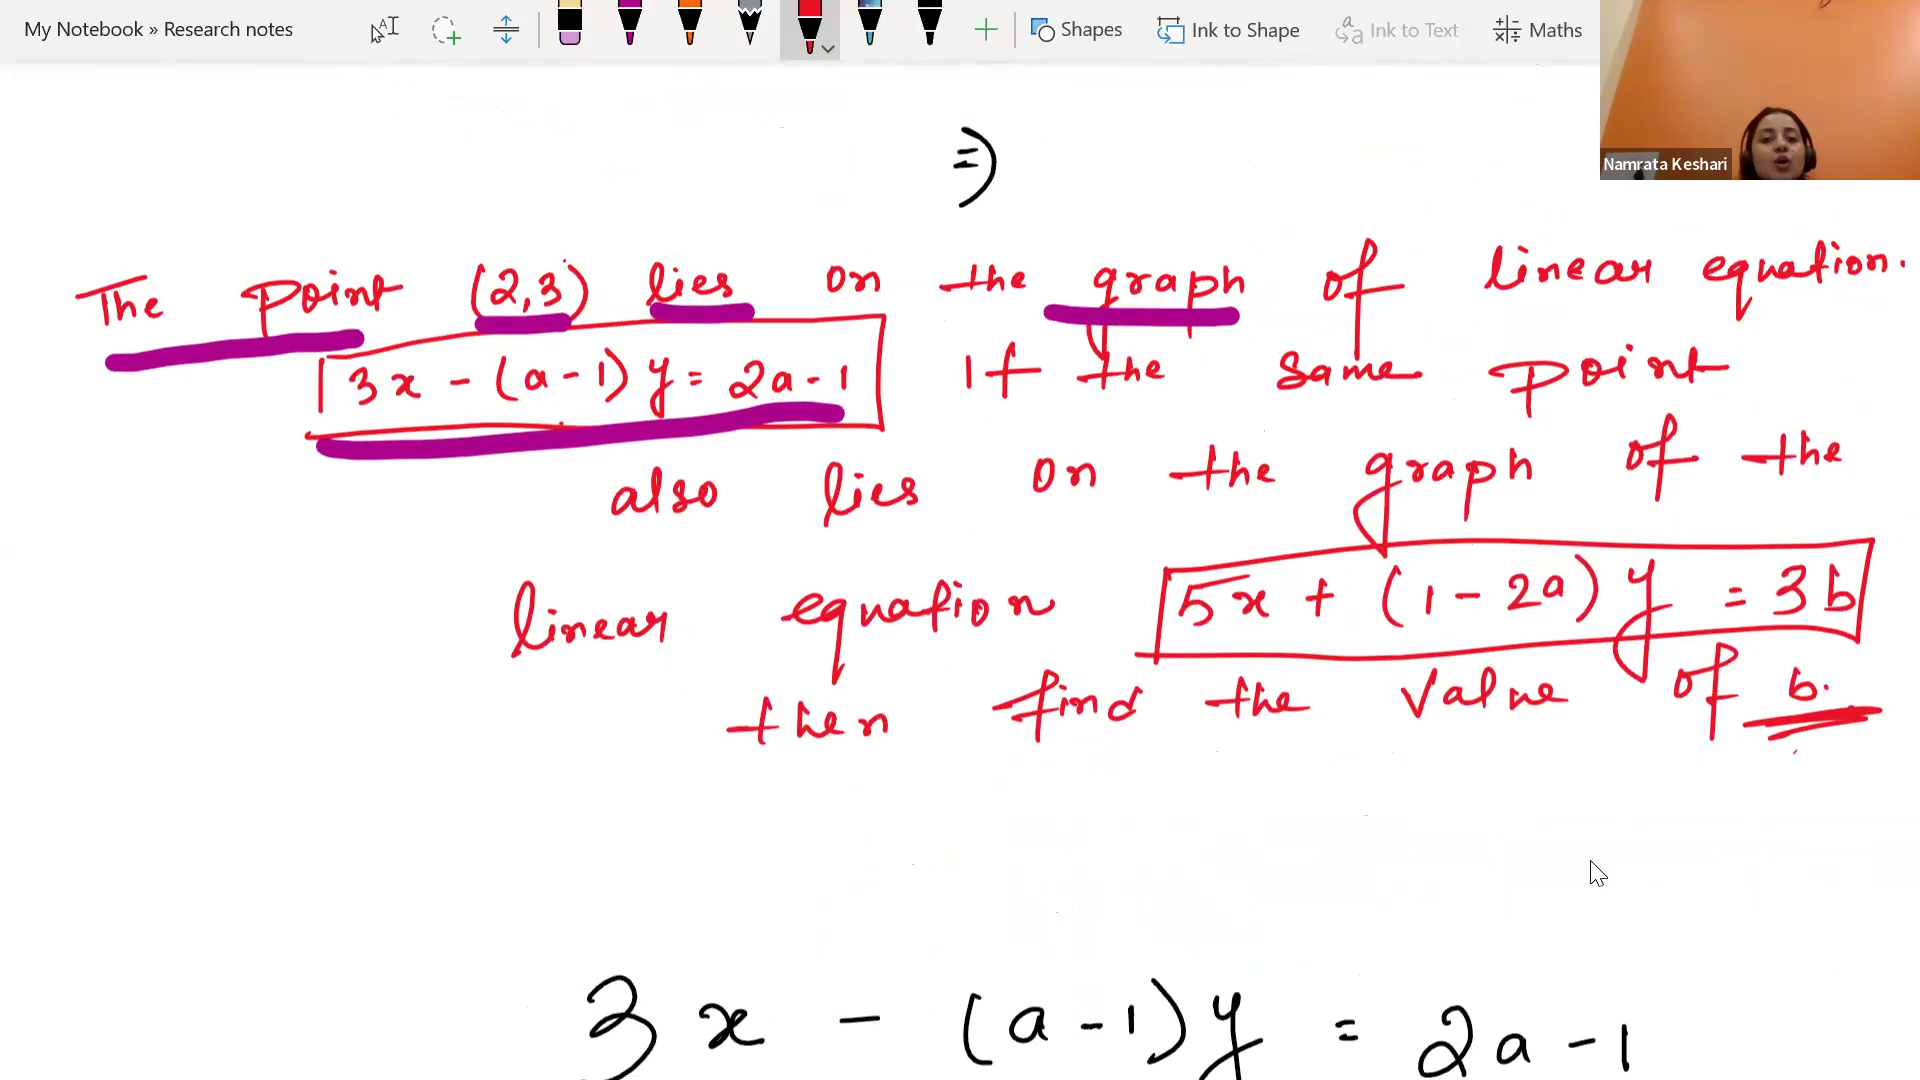 My Notebook » Research notes
Shapes Ink to Shape Ink to Text Maths
Namrata Keshari
⇒
The point (2,3) lies on the graph of linear equation.
3x - (a-1) y = 2a-1 If the same point
also lies on the graph of the
linear equation 5x + (1-2a) y = 3b
then find the value of b.
3x - (a-1) y = 2a-1